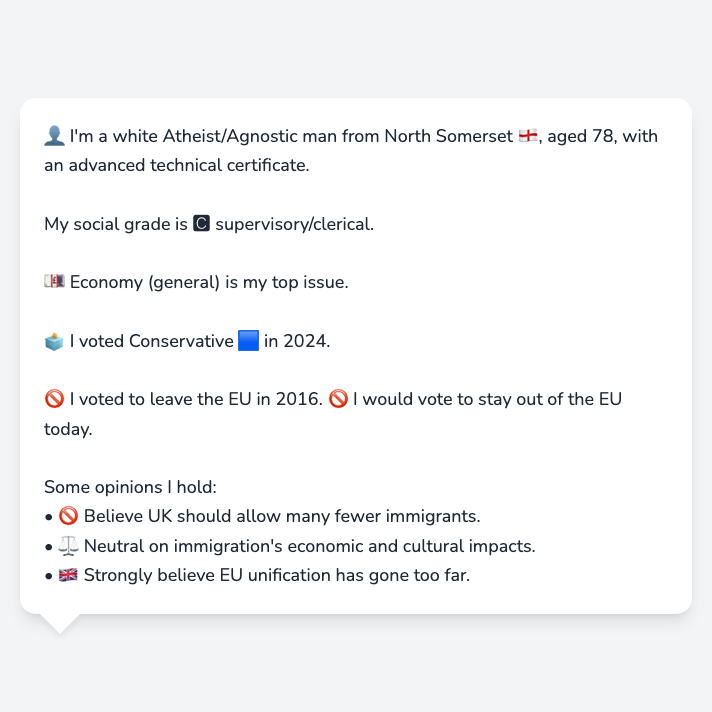 👤 I'm a white Atheist/Agnostic man from North Somerset 🏴󠁧󠁢󠁥󠁮󠁧󠁿, aged 78, with
an advanced technical certificate.
My social grade is 🅲 supervisory/clerical.
💷 Economy (general) is my top issue.
🗳️ I voted Conservative 🟦 in 2024.
🚫 I voted to leave the EU in 2016. 🚫 I would vote to stay out of the EU
today.
Some opinions I hold:
• 🚫 Believe UK should allow many fewer immigrants.
• ⚖️ Neutral on immigration's economic and cultural impacts.
• 🇬🇧 Strongly believe EU unification has gone too far.